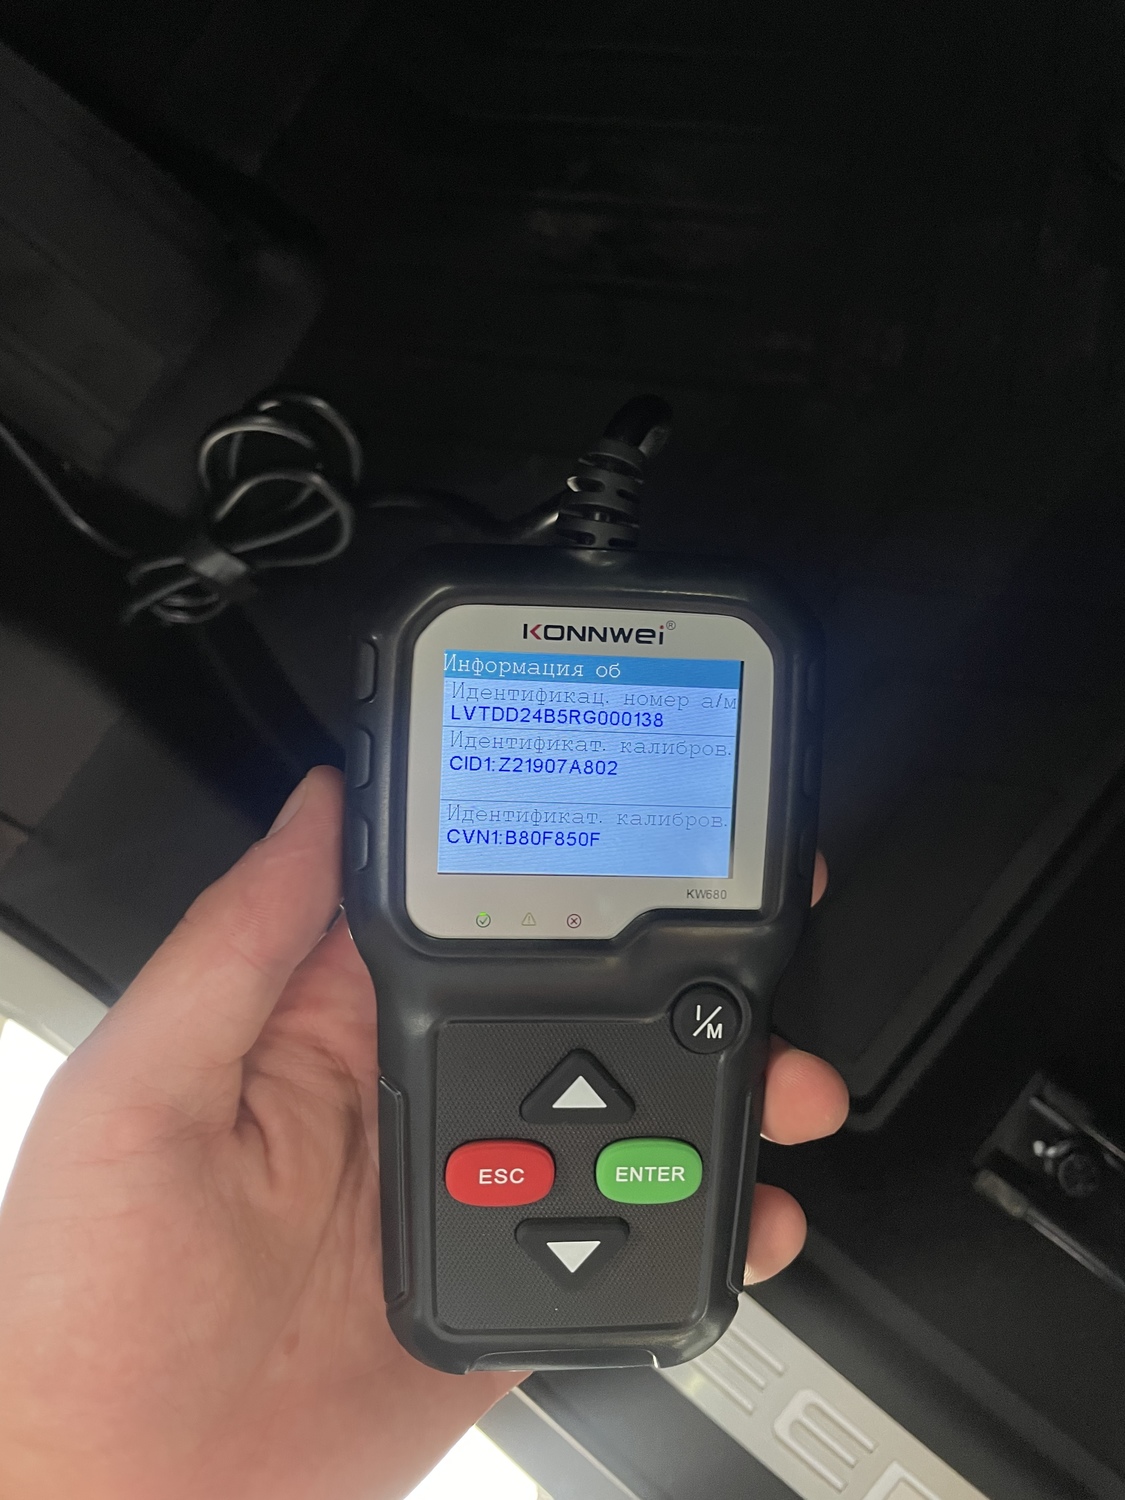 KONNWEI®
Информация об
Идентификац. номер а/м
LVTDD24B5RG000138
Идентификат. калибров.
CID1:Z21907A802
Идентификат. калибров.
CVN1:B80F850F
KW680
I/M
ESC
ENTER